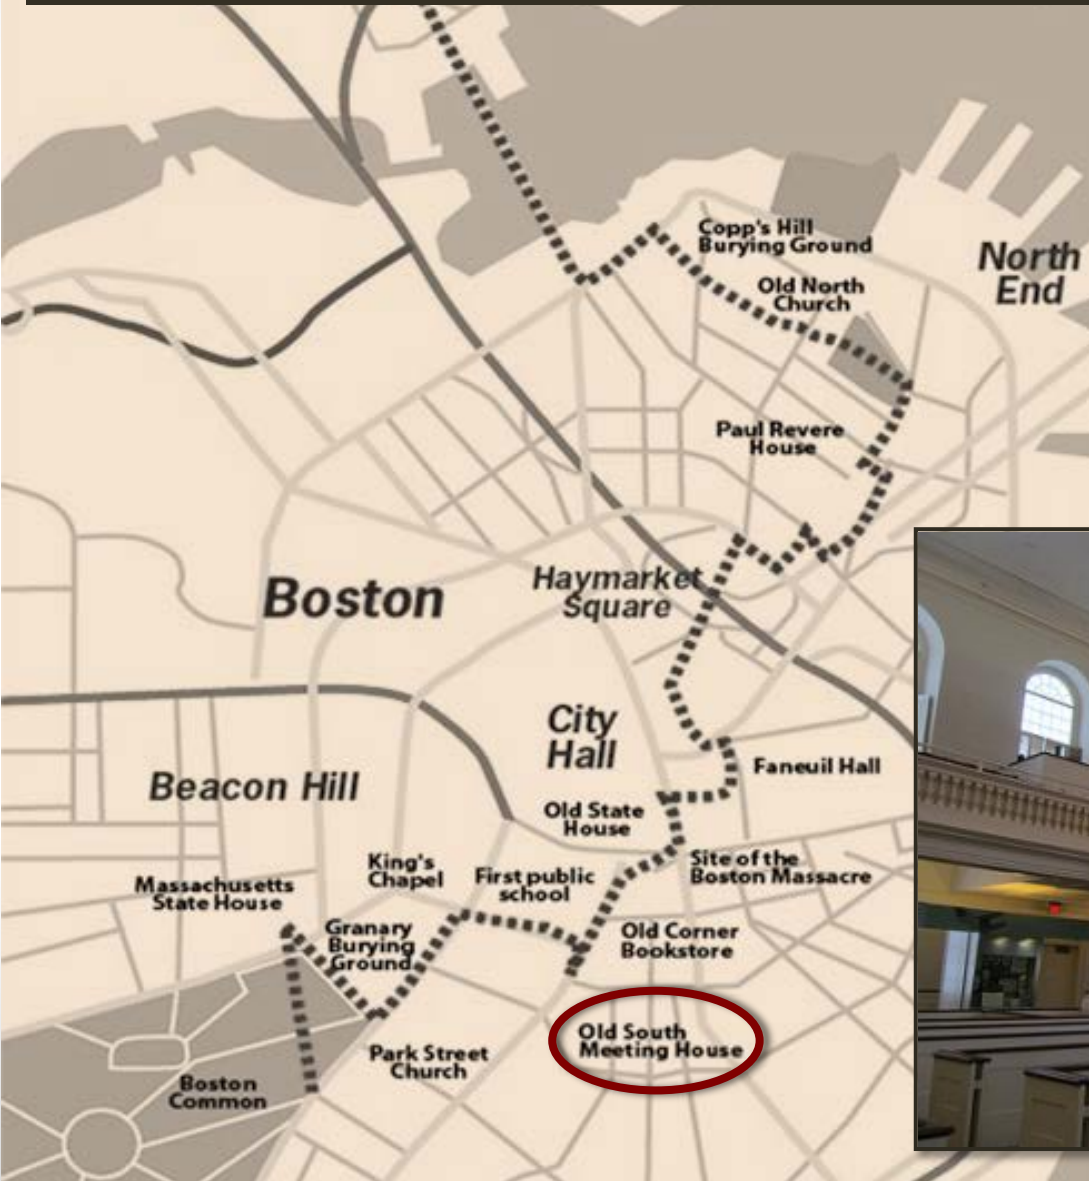 Copp's Hill
Burying Ground
North
End
Old North
Church
Paul Revere
House
Boston
Haymarket
Square
City
Hall
Faneuil Hall
Beacon Hill
Old State
House
King's
Chapel
First public
school
Site of the
Boston Massacre
Massachusetts
State House
Granary
Burying
Ground
Old Corner
Bookstore
Old South
Meeting House
Park Street
Church
Boston
Common